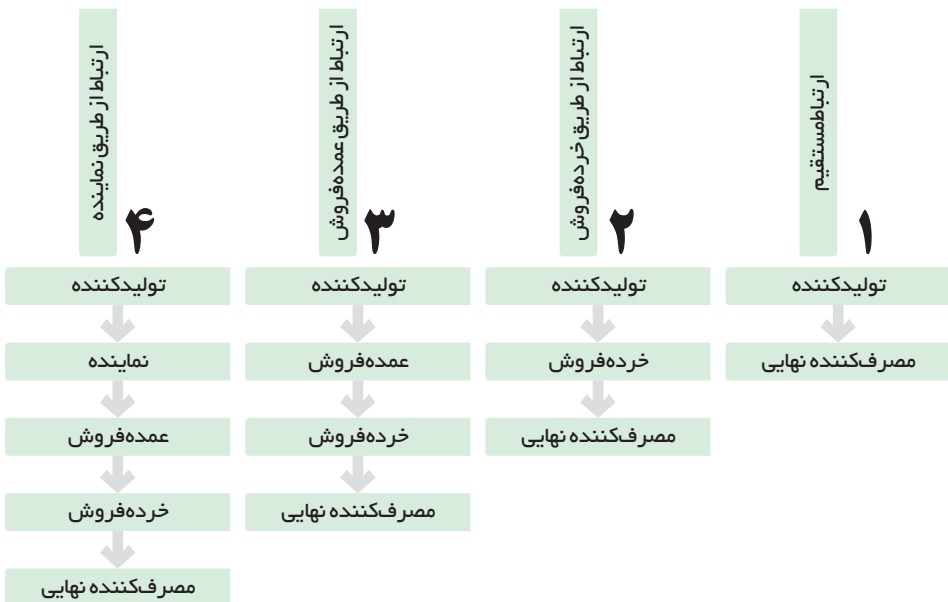 ارتباط مستقیم
۱
تولیدکننده
مصرف‌کننده نهایی
ارتباط از طریق خرده‌فروش
۲
تولیدکننده
خرده‌فروش
مصرف‌کننده نهایی
ارتباط از طریق عمده‌فروش
۳
تولیدکننده
عمده‌فروش
خرده‌فروش
مصرف‌کننده نهایی
ارتباط از طریق نماینده
۴
تولیدکننده
نماینده
عمده‌فروش
خرده‌فروش
مصرف‌کننده نهایی